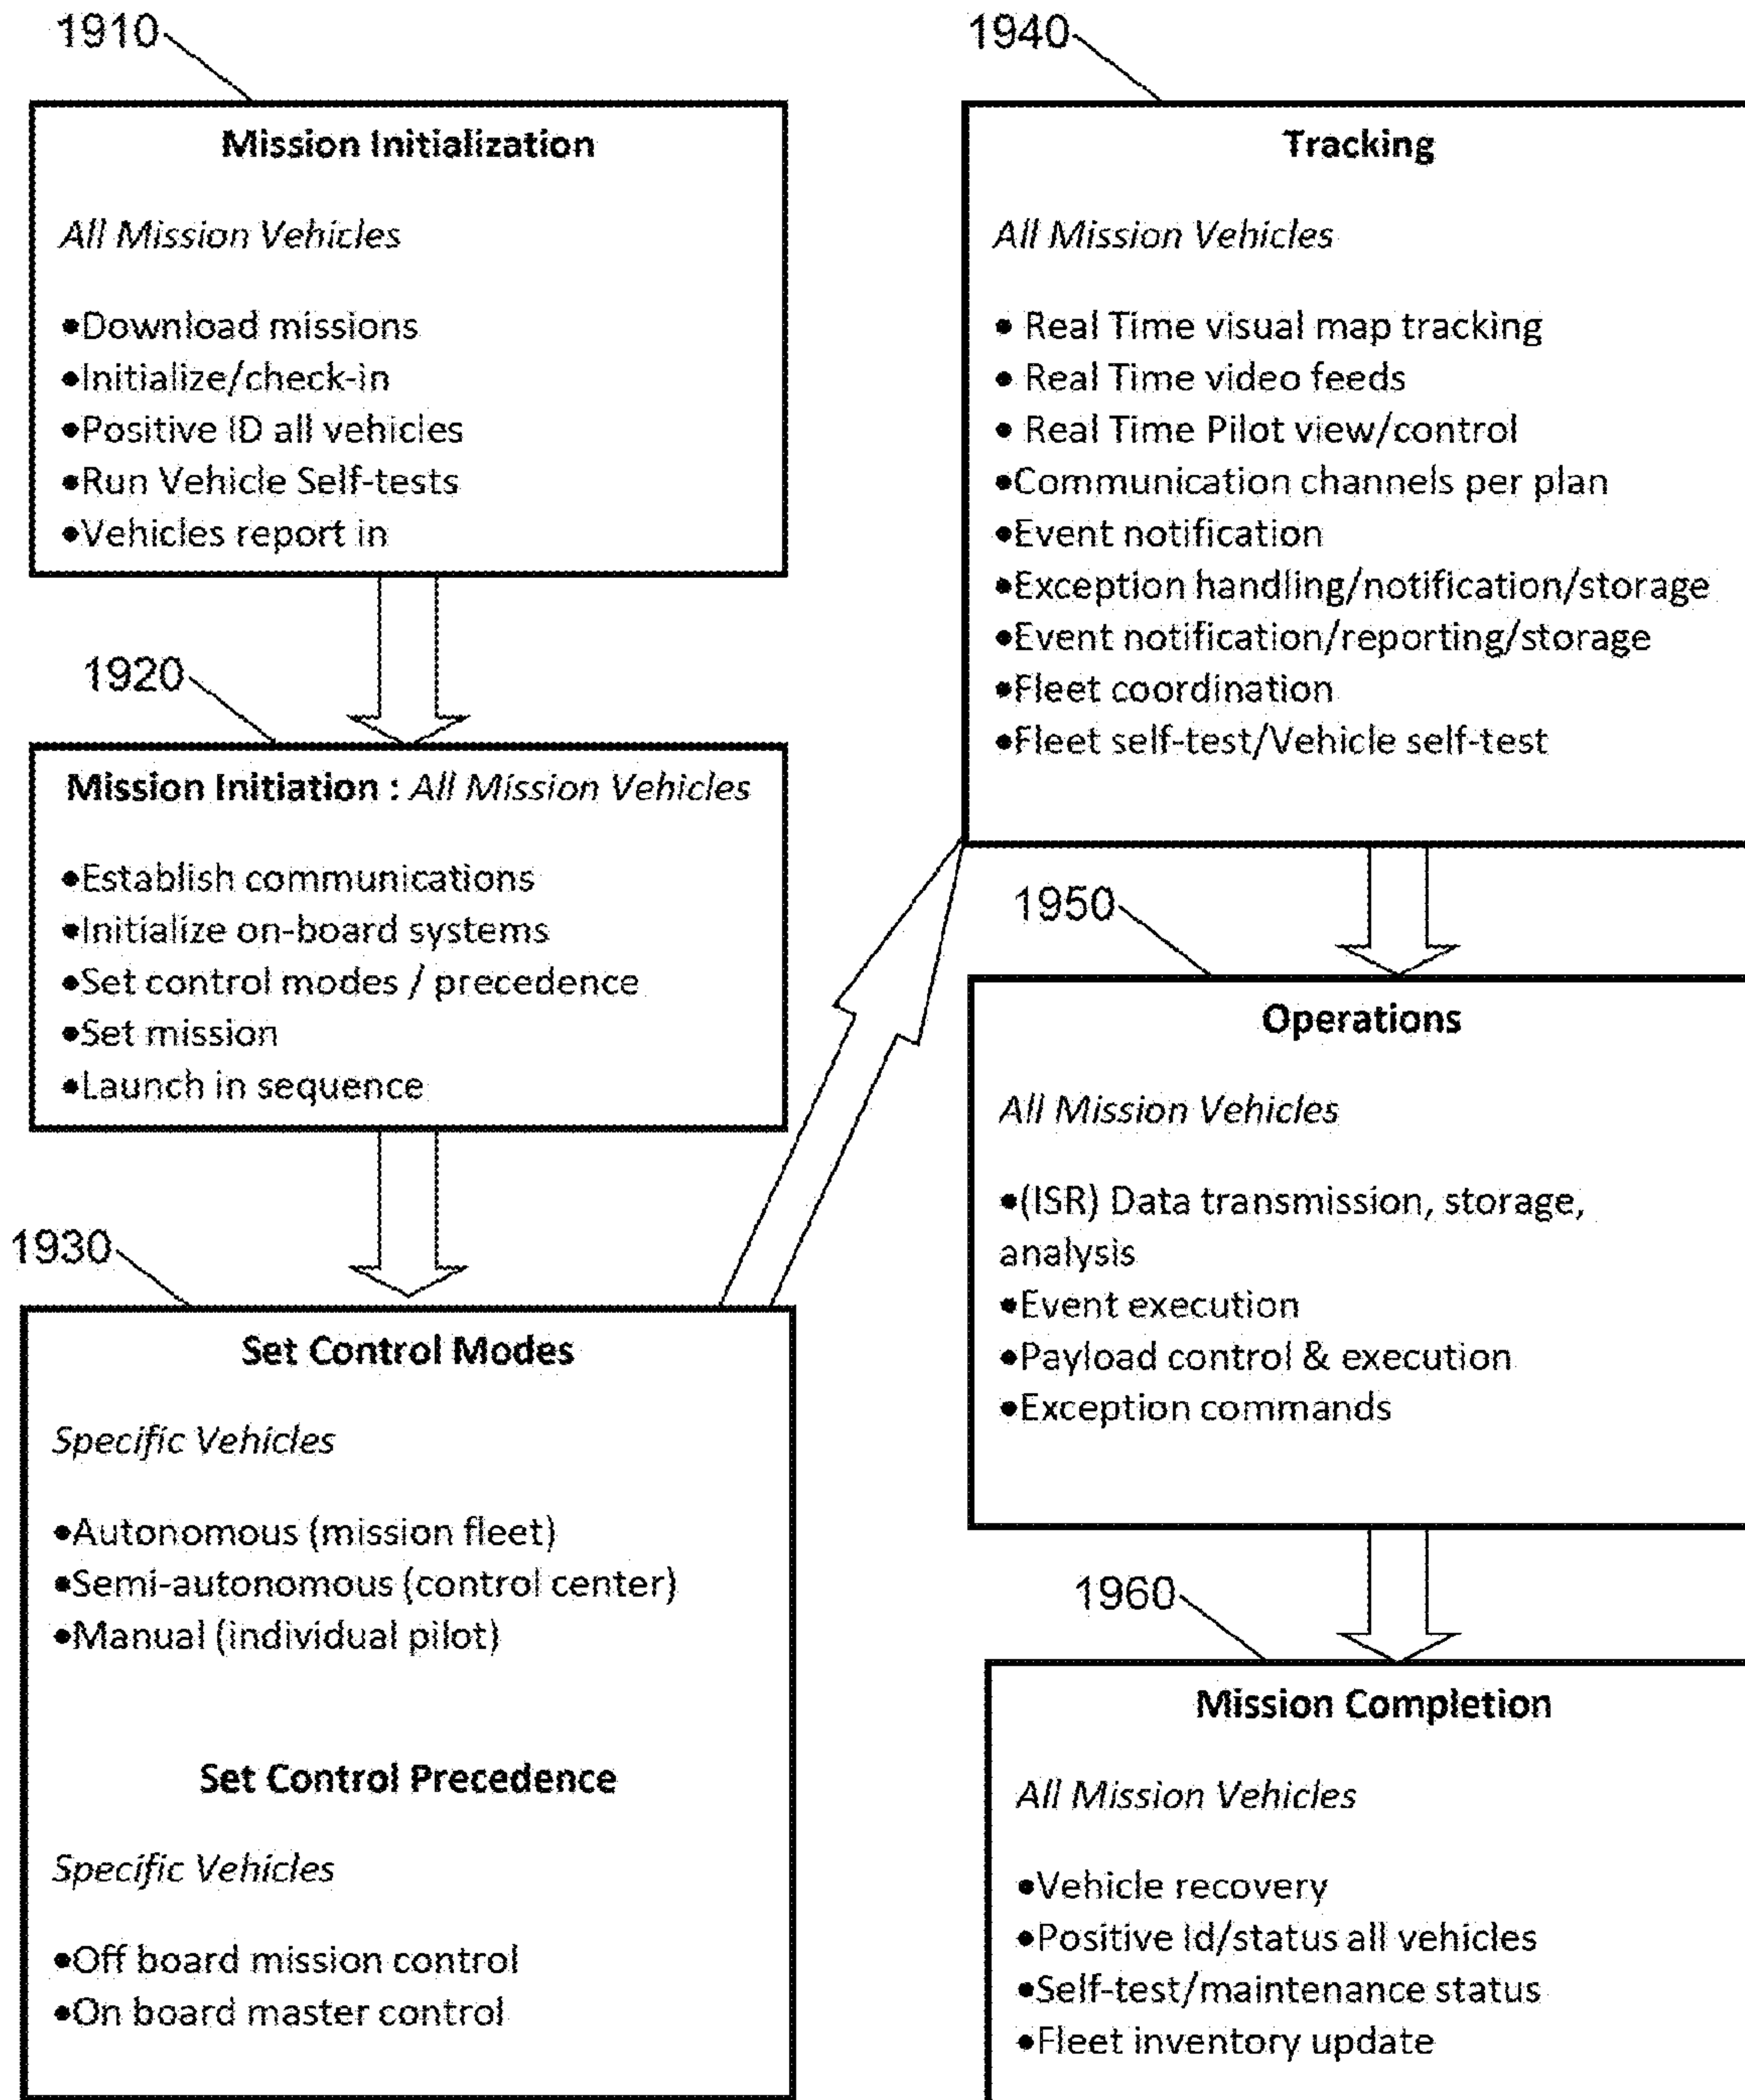 1910
Mission Initialization
All Mission Vehicles
•Download missions
•Initialize/check-in
•Positive ID all vehicles
•Run Vehicle Self-tests
•Vehicles report in
1920
Mission Initiation : All Mission Vehicles
•Establish communications
•Initialize on-board systems
•Set control modes / precedence
•Set mission
•Launch in sequence
1930
Set Control Modes
Specific Vehicles
•Autonomous (mission fleet)
•Semi-autonomous (control center)
•Manual (individual pilot)
Set Control Precedence
Specific Vehicles
•Off board mission control
•On board master control
1940
Tracking
All Mission Vehicles
• Real Time visual map tracking
• Real Time video feeds
• Real Time Pilot view/control
•Communication channels per plan
•Event notification
•Exception handling/notification/storage
•Event notification/reporting/storage
•Fleet coordination
•Fleet self-test/Vehicle self-test
1950
Operations
All Mission Vehicles
•(ISR) Data transmission, storage,
analysis
•Event execution
•Payload control & execution
•Exception commands
1960
Mission Completion
All Mission Vehicles
•Vehicle recovery
•Positive Id/status all vehicles
•Self-test/maintenance status
•Fleet inventory update